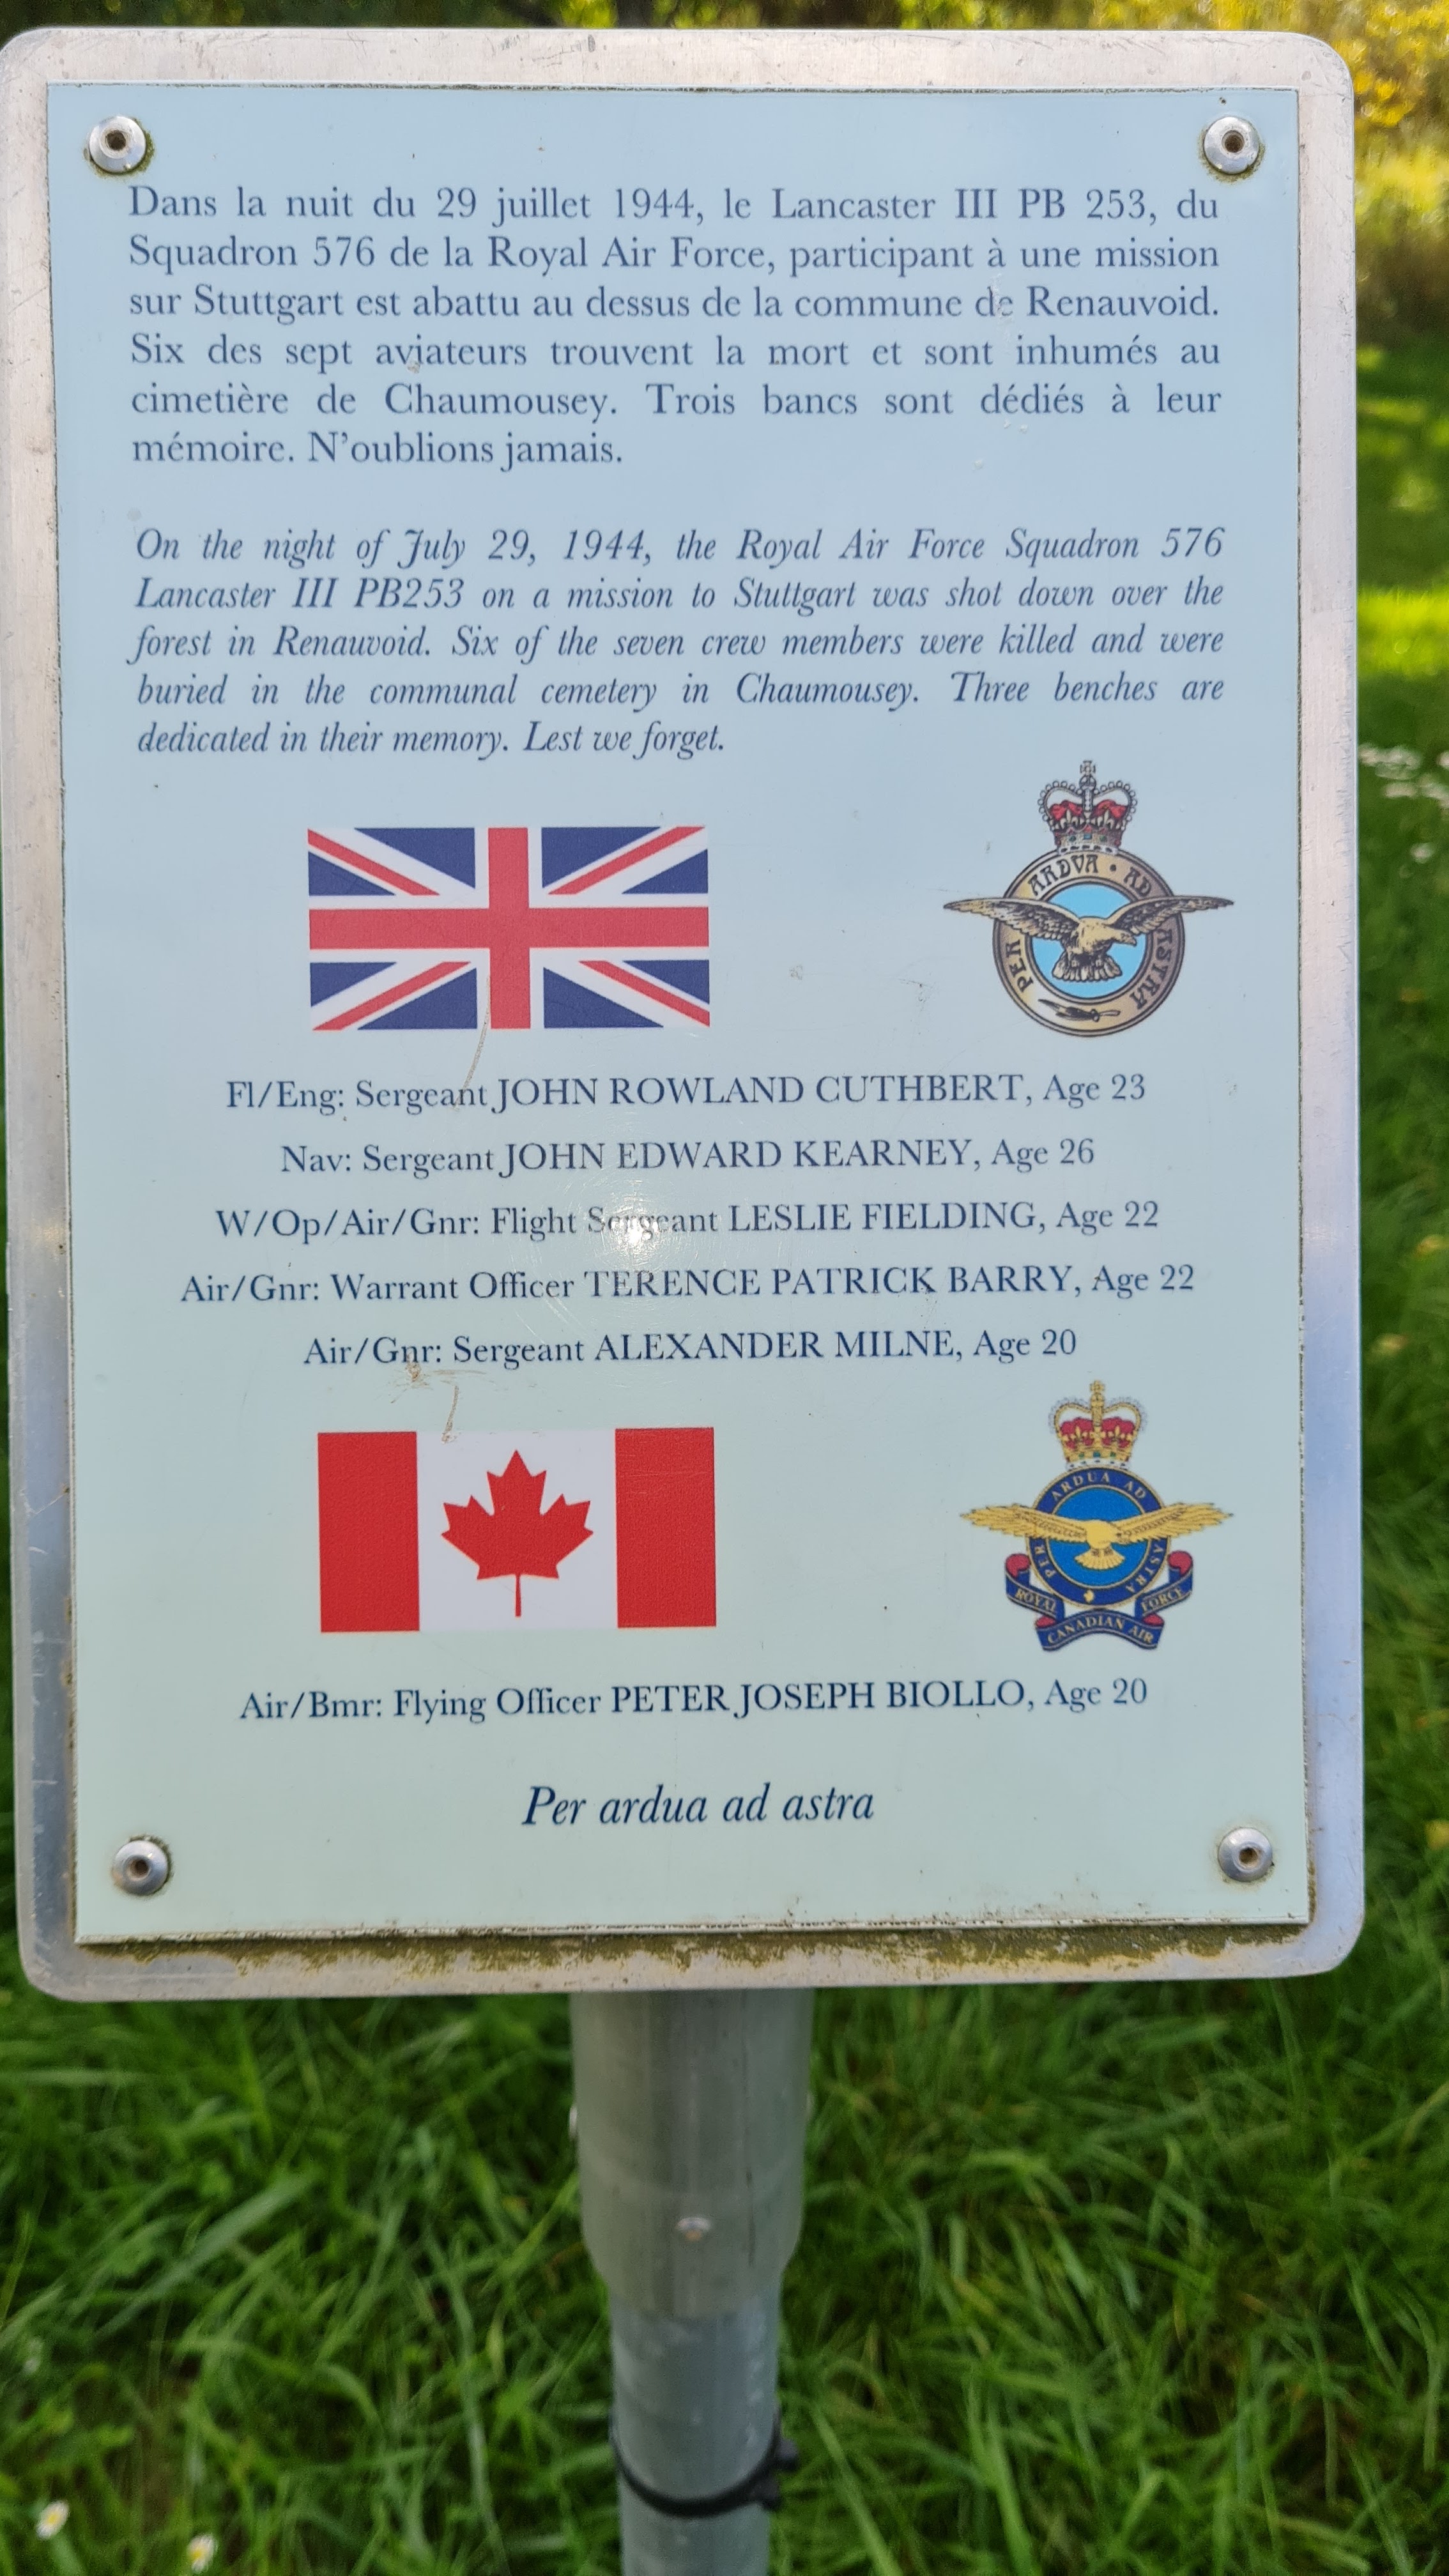 Dans la nuit du 29 juillet 1944, le Lancaster III PB 253, du
Squadron 576 de la Royal Air Force, participant à une mission
sur Stuttgart est abattu au dessus de la commune de Renauvoid.
Six des sept aviateurs trouvent la mort et sont inhumés au
cimetière de Chaumousey. Trois bancs sont dédiés à leur
mémoire. N'oublions jamais.
On the night of July 29, 1944, the Royal Air Force Squadron 576
Lancaster III PB253 on a mission to Stuttgart was shot down over the
forest in Renauvoid. Six of the seven crew members were killed and were
buried in the communal cemetery in Chaumousey. Three benches are
dedicated in their memory. Lest we forget.
PER ARDVA · AD ASTRA
Fl/Eng: Sergeant JOHN ROWLAND CUTHBERT, Age 23
Nav: Sergeant JOHN EDWARD KEARNEY, Age 26
W/Op/Air/Gnr: Flight Sergeant LESLIE FIELDING, Age 22
Air/Gnr: Warrant Officer TERENCE PATRICK BARRY, Age 22
Air/Gnr: Sergeant ALEXANDER MILNE, Age 20
PER ARDUA AD ASTRA
ROYAL CANADIAN AIR FORCE
Air/Bmr: Flying Officer PETER JOSEPH BIOLLO, Age 20
Per ardua ad astra